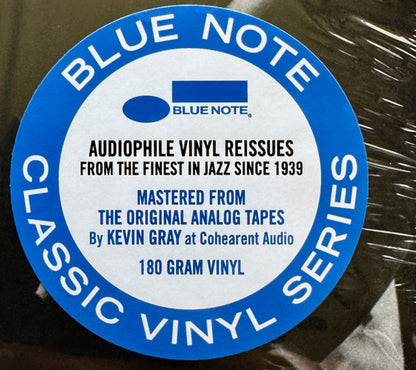 BLUE NOTE
BLUE NOTE®
AUDIOPHILE VINYL REISSUES
FROM THE FINEST IN JAZZ SINCE 1939
MASTERED FROM
THE ORIGINAL ANALOG TAPES
By KEVIN GRAY at Cohearent Audio
180 GRAM VINYL
CLASSIC VINYL SERIES